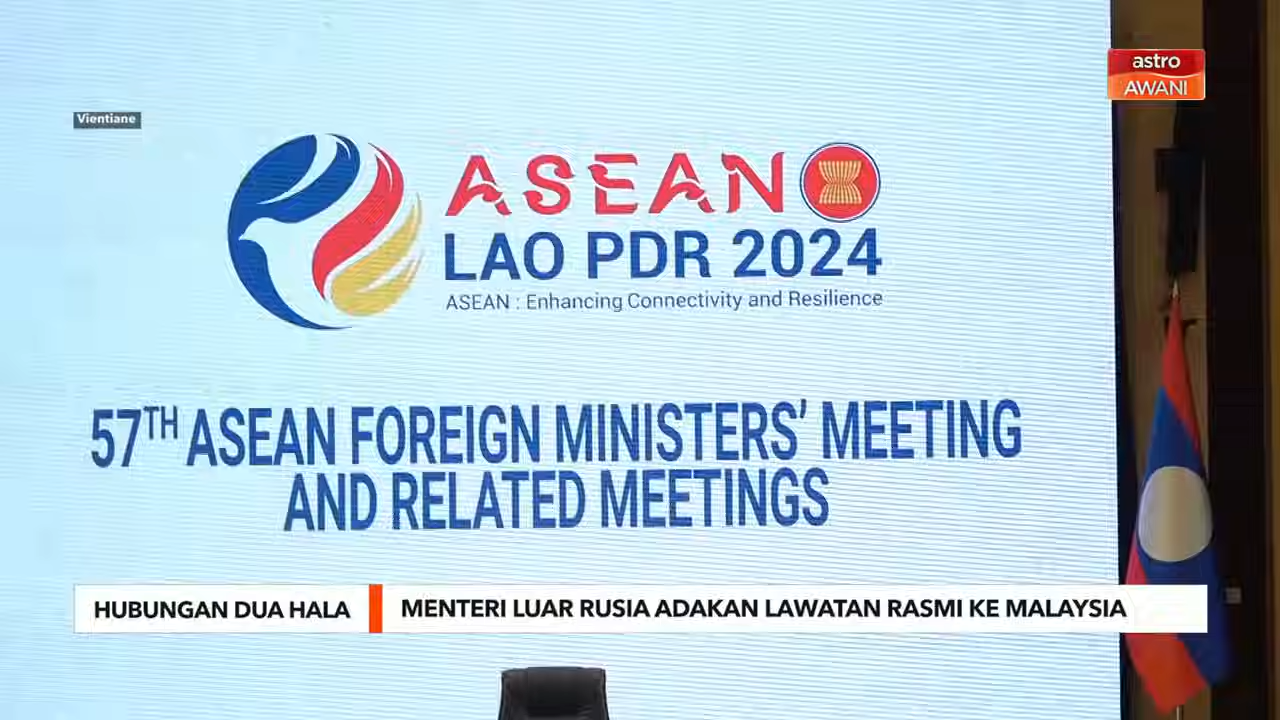 astro
AWANI
Vientiane
ASEAN
LAO PDR 2024
ASEAN : Enhancing Connectivity and Resilience
57TH ASEAN FOREIGN MINISTERS' MEETING
AND RELATED MEETINGS
HUBUNGAN DUA HALA
MENTERI LUAR RUSIA ADAKAN LAWATAN RASMI KE MALAYSIA